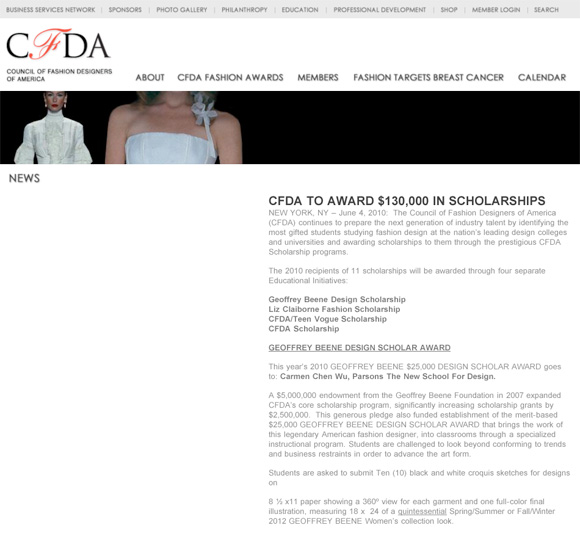 BUSINESS SERVICES NETWORK | SPONSORS | PHOTO GALLERY | PHILANTHROPY | EDUCATION | PROFESSIONAL DEVELOPMENT | SHOP | MEMBER LOGIN | SEARCH
CFDA
COUNCIL OF FASHION DESIGNERS
OF AMERICA
ABOUT CFDA FASHION AWARDS MEMBERS FASHION TARGETS BREAST CANCER CALENDAR
NEWS
CFDA TO AWARD $130,000 IN SCHOLARSHIPS
NEW YORK, NY – June 4, 2010: The Council of Fashion Designers of America
(CFDA) continues to prepare the next generation of industry talent by identifying the
most gifted students studying fashion design at the nation's leading design colleges
and universities and awarding scholarships to them through the prestigious CFDA
Scholarship programs.
The 2010 recipients of 11 scholarships will be awarded through four separate
Educational Initiatives:
Geoffrey Beene Design Scholarship
Liz Claiborne Fashion Scholarship
CFDA/Teen Vogue Scholarship
CFDA Scholarship
GEOFFREY BEENE DESIGN SCHOLAR AWARD
This year's 2010 GEOFFREY BEENE $25,000 DESIGN SCHOLAR AWARD goes
to: Carmen Chen Wu, Parsons The New School For Design.
A $5,000,000 endowment from the Geoffrey Beene Foundation in 2007 expanded
CFDA's core scholarship program, significantly increasing scholarship grants by
$2,500,000. This generous pledge also funded establishment of the merit-based
$25,000 GEOFFREY BEENE DESIGN SCHOLAR AWARD that brings the work of
this legendary American fashion designer, into classrooms through a specialized
instructional program. Students are challenged to look beyond conforming to trends
and business restraints in order to advance the art form.
Students are asked to submit Ten (10) black and white croquis sketches for designs
on
8 ½ x11 paper showing a 360º view for each garment and one full-color final
illustration, measuring 18 x 24 of a quintessential Spring/Summer or Fall/Winter
2012 GEOFFREY BEENE Women's collection look.